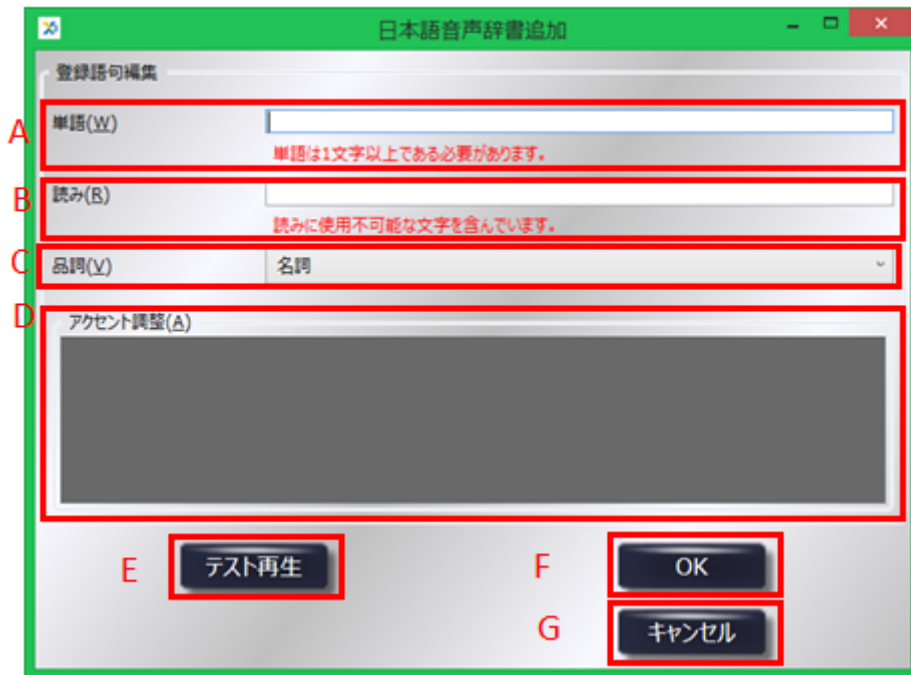 日本語音声辞書追加
登録語句編集
A
単語(W)
単語は1文字以上である必要があります。
B
読み(R)
読みに使用不可能な文字を含んでいます。
C
品詞(V) 名詞
D
アクセント調整(A)
E テスト再生 F OK
G キャンセル